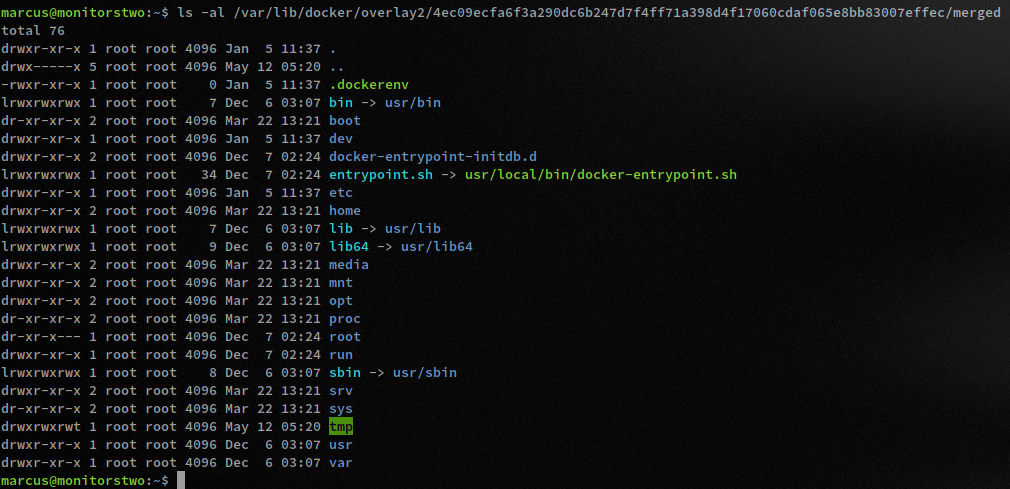 marcus@monitorstwo:~$ ls -al /var/lib/docker/overlay2/4ec09ecfa6f3a290dc6b247d7f4ff71a398d4f17060cdaf065e8bb83007effec/merged
total 76
drwxr-xr-x 1 root root 4096 Jan  5 11:37 .
drwx-----x 5 root root 4096 May 12 05:20 ..
-rwxr-xr-x 1 root root    0 Jan  5 11:37 .dockerenv
lrwxrwxrwx 1 root root    7 Dec  6 03:07 bin -> usr/bin
dr-xr-xr-x 2 root root 4096 Mar 22 13:21 boot
drwxr-xr-x 1 root root 4096 Jan  5 11:37 dev
drwxr-xr-x 2 root root 4096 Dec  7 02:24 docker-entrypoint-initdb.d
lrwxrwxrwx 1 root root   34 Dec  7 02:24 entrypoint.sh -> usr/local/bin/docker-entrypoint.sh
drwxr-xr-x 1 root root 4096 Jan  5 11:37 etc
drwxr-xr-x 2 root root 4096 Mar 22 13:21 home
lrwxrwxrwx 1 root root    7 Dec  6 03:07 lib -> usr/lib
lrwxrwxrwx 1 root root    9 Dec  6 03:07 lib64 -> usr/lib64
drwxr-xr-x 2 root root 4096 Mar 22 13:21 media
drwxr-xr-x 2 root root 4096 Mar 22 13:21 mnt
drwxr-xr-x 2 root root 4096 Mar 22 13:21 opt
drwxr-xr-x 2 root root 4096 Mar 22 13:21 proc
dr-xr-x--- 1 root root 4096 Dec  7 02:24 root
drwxr-xr-x 1 root root 4096 Dec  7 02:24 run
lrwxrwxrwx 1 root root    8 Dec  6 03:07 sbin -> usr/sbin
drwxr-xr-x 2 root root 4096 Mar 22 13:21 srv
dr-xr-xr-x 2 root root 4096 Mar 22 13:21 sys
drwxrwxrwt 1 root root 4096 May 12 05:20 tmp
drwxr-xr-x 1 root root 4096 Dec  6 03:07 usr
drwxr-xr-x 1 root root 4096 Dec  6 03:07 var
marcus@monitorstwo:~$